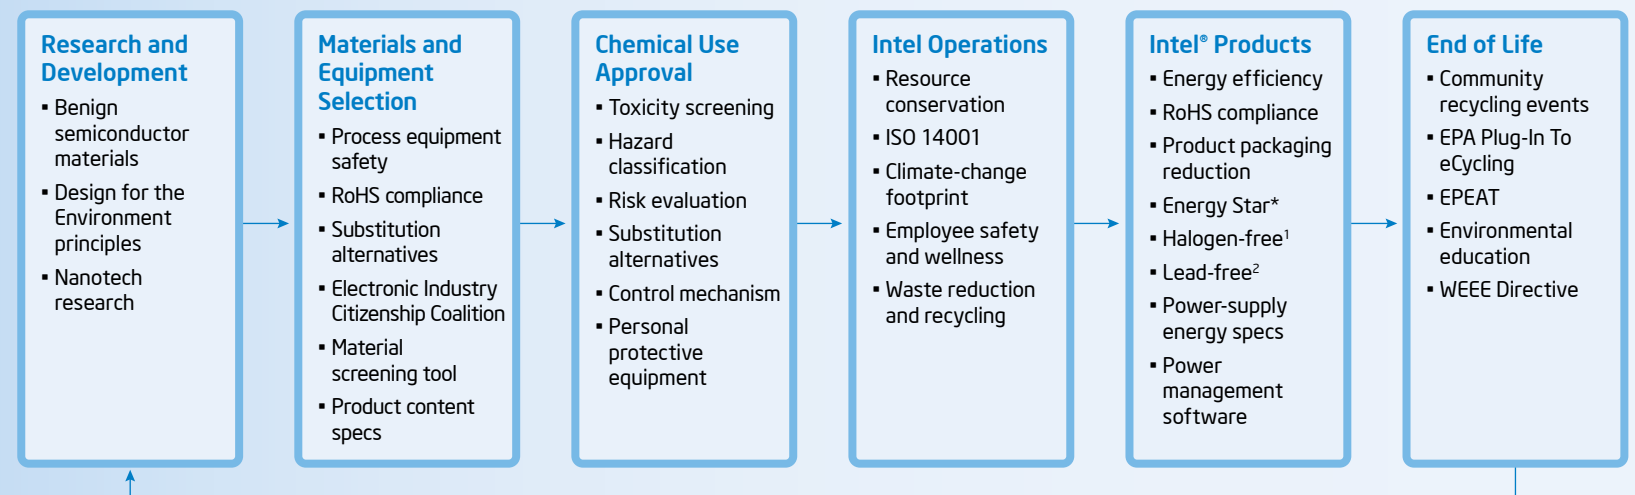 Research and
Development
▪ Benign
semiconductor
materials
▪ Design for the
Environment
principles
▪ Nanotech
research
Materials and
Equipment
Selection
▪ Process equipment
safety
▪ RoHS compliance
▪ Substitution
alternatives
▪ Electronic Industry
Citizenship Coalition
▪ Material
screening tool
▪ Product content
specs
Chemical Use
Approval
▪ Toxicity screening
▪ Hazard
classification
▪ Risk evaluation
▪ Substitution
alternatives
▪ Control mechanism
▪ Personal
protective
equipment
Intel Operations
▪ Resource
conservation
▪ ISO 14001
▪ Climate-change
footprint
▪ Employee safety
and wellness
▪ Waste reduction
and recycling
Intel® Products
▪ Energy efficiency
▪ RoHS compliance
▪ Product packaging
reduction
▪ Energy Star*
▪ Halogen-free¹
▪ Lead-free²
▪ Power-supply
energy specs
▪ Power
management
software
End of Life
▪ Community
recycling events
▪ EPA Plug-In To
eCycling
▪ EPEAT
▪ Environmental
education
▪ WEEE Directive